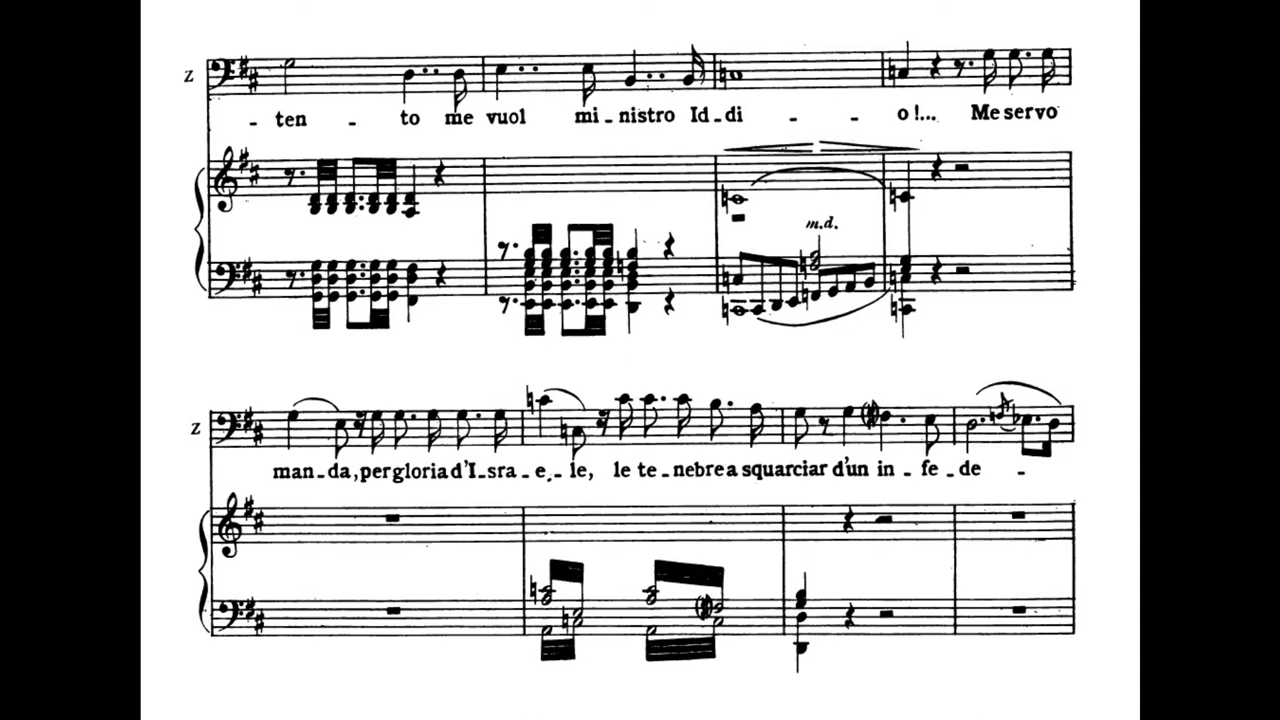 Z
- ten - to me vuol mi - nistro Id - di - - o!... Me servo
m.d.
Z
man - da, per gloria d'I - sra - e - le, le te - nebre a squarciar d'un in - fe - de -